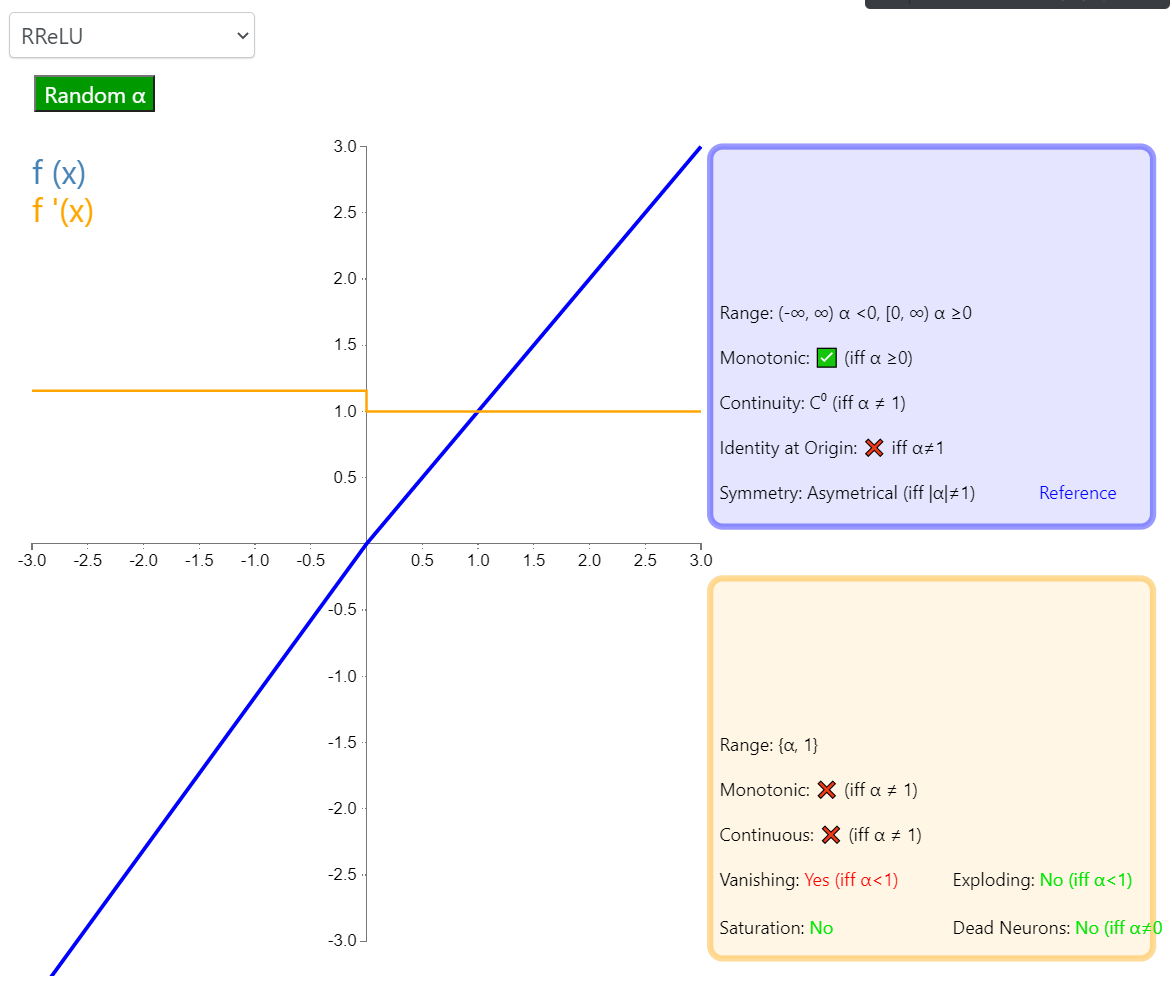 RReLU
Random α
f (x)
f '(x)
3.0
2.5
2.0
1.5
1.0
0.5
-3.0 -2.5 -2.0 -1.5 -1.0 -0.5 0.5 1.0 1.5 2.0 2.5 3.0
-0.5
-1.0
-1.5
-2.0
-2.5
-3.0
Range: (-∞, ∞) α <0, [0, ∞) α ≥0
Monotonic: ✅ (iff α ≥0)
Continuity: C⁰ (iff α ≠ 1)
Identity at Origin: ❌ iff α≠1
Symmetry: Asymetrical (iff |α|≠1) Reference
Range: {α, 1}
Monotonic: ❌ (iff α ≠ 1)
Continuous: ❌ (iff α ≠ 1)
Vanishing: Yes (iff α<1) Exploding: No (iff α<1)
Saturation: No Dead Neurons: No (iff α≠0